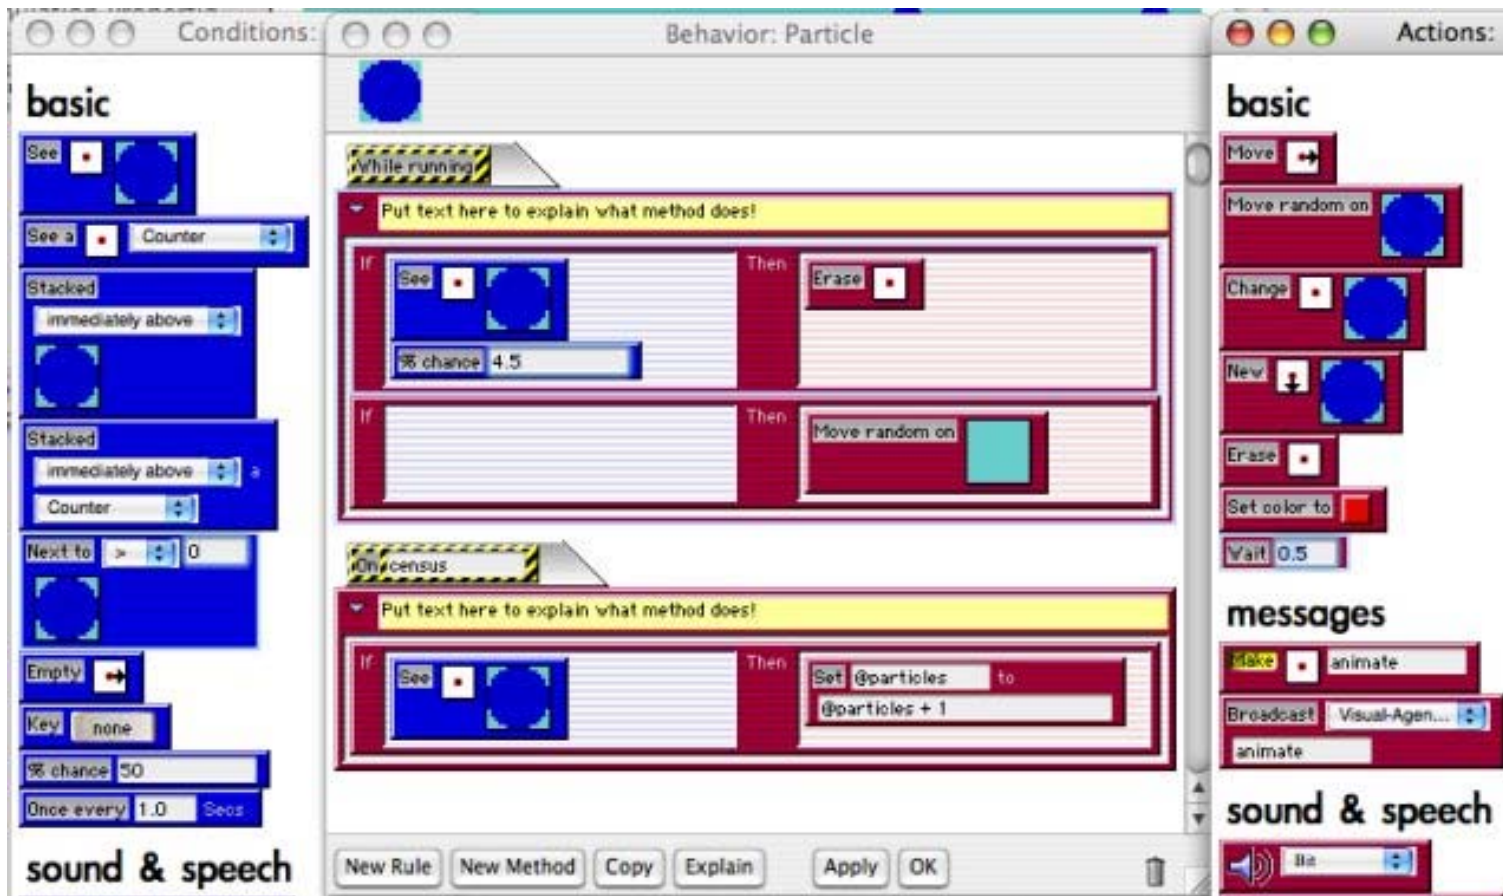 Conditions:
basic
See
See a Counter
Stacked
immediately above
Stacked
immediately above a
Counter
Next to > 0
Empty
Key none
% chance 50
Once every 1.0 Secs
sound & speech
Behavior: Particle
While running
Put text here to explain what method does!
If See Then Erase
% chance 4.5
If Then Move random on
On census
Put text here to explain what method does!
If See Then Set @particles to
@particles + 1
New Rule New Method Copy Explain Apply OK
Actions:
basic
Move
Move random on
Change
New
Erase
Set color to
Wait 0.5
messages
Make animate
Broadcast Visual-Agen...
animate
sound & speech